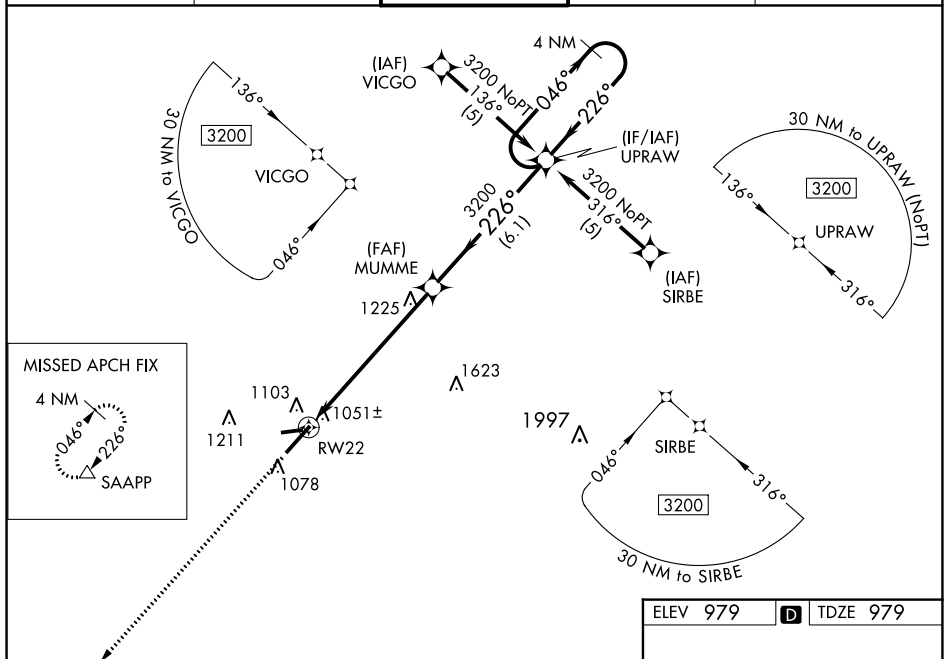 4 NM
046°
226°
(IAF)
VICGO
3200 NoPT
136°
(5)
(IF/IAF)
UPRAW
3200 NoPT
316°
(5)
(IAF)
SIRBE
3200
226°
(6.1)
(FAF)
MUMME
1225
136°
3200
VICGO
046°
30 NM to VICGO
30 NM to UPRAW (NoPT)
136°
3200
UPRAW
316°
MISSED APCH FIX
4 NM
046°
226°
SAAPP
1211
1103
1051±
RW22
1078
1623
1997
SIRBE
046°
316°
3200
30 NM to SIRBE
ELEV 979 D TDZE 979